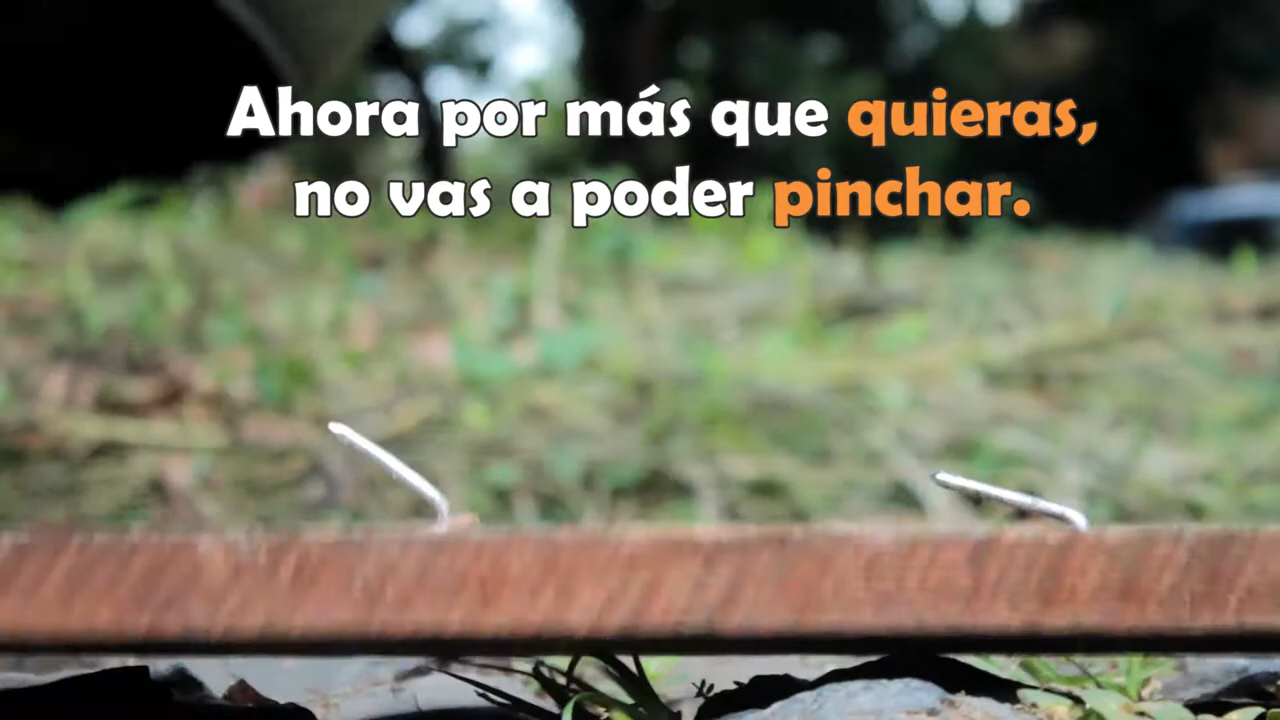 Ahora por más que quieras,
no vas a poder pinchar.